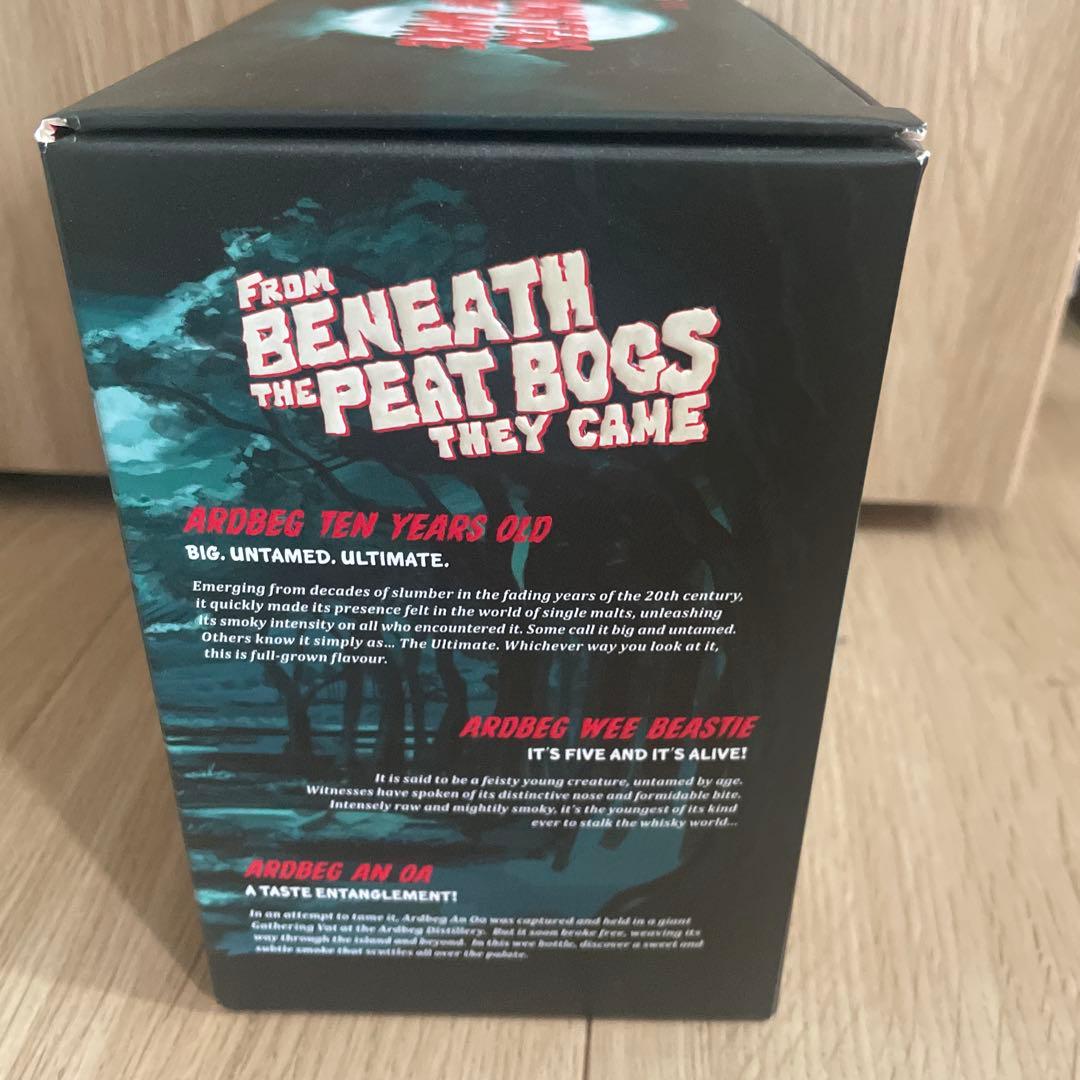 FROM
BENEATH
THE PEAT BOGS
THEY CAME
ARDBEG TEN YEARS OLD
BIG. UNTAMED. ULTIMATE.
Emerging from decades of slumber in the fading years of the 20th century,
it quickly made its presence felt in the world of single malts, unleashing
its smoky intensity on all who encountered it. Some call it big and untamed.
Others know it simply as... The Ultimate. Whichever way you look at it,
this is full-grown flavour.
ARDBEG WEE BEASTIE
IT'S FIVE AND IT'S ALIVE!
It is said to be a feisty young creature, untamed by age.
Witnesses have spoken of its distinctive nose and formidable bite.
Intensely raw and mightily smoky, it's the youngest of its kind
ever to stalk the whisky world...
ARDBEG AN OA
A TASTE ENTANGLEMENT!
In an attempt to tame it, Ardbeg An Oa was captured and held in a giant
Gathering Vat at the Ardbeg Distillery. But it soon broke free, weaving its
way through the island and beyond. In this wee bottle, discover a sweet and
subtle smoke that scuttles all over the palate.